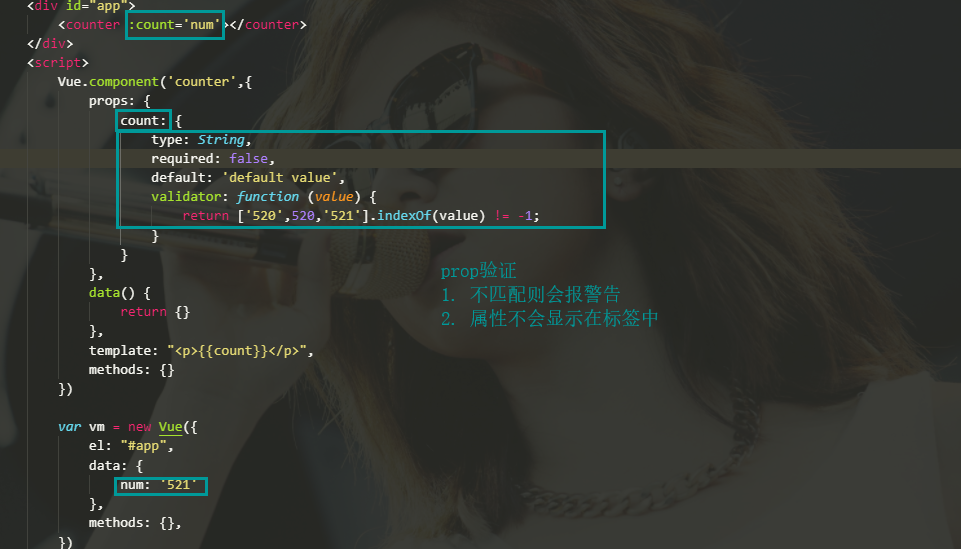 <div id="app">
<counter :count='num'></counter>
</div>
<script>
Vue.component('counter',{
props: {
count: {
type: String,
required: false,
default: 'default value',
validator: function (value) {
return ['520',520,'521'].indexOf(value) != -1;
}
}
},
data() {
return {}
},
template: "<p>{{count}}</p>",
methods: {}
})
prop验证
1. 不匹配则会报警告
2. 属性不会显示在标签中
var vm = new Vue({
el: "#app",
data: {
num: '521'
},
methods: {},
})